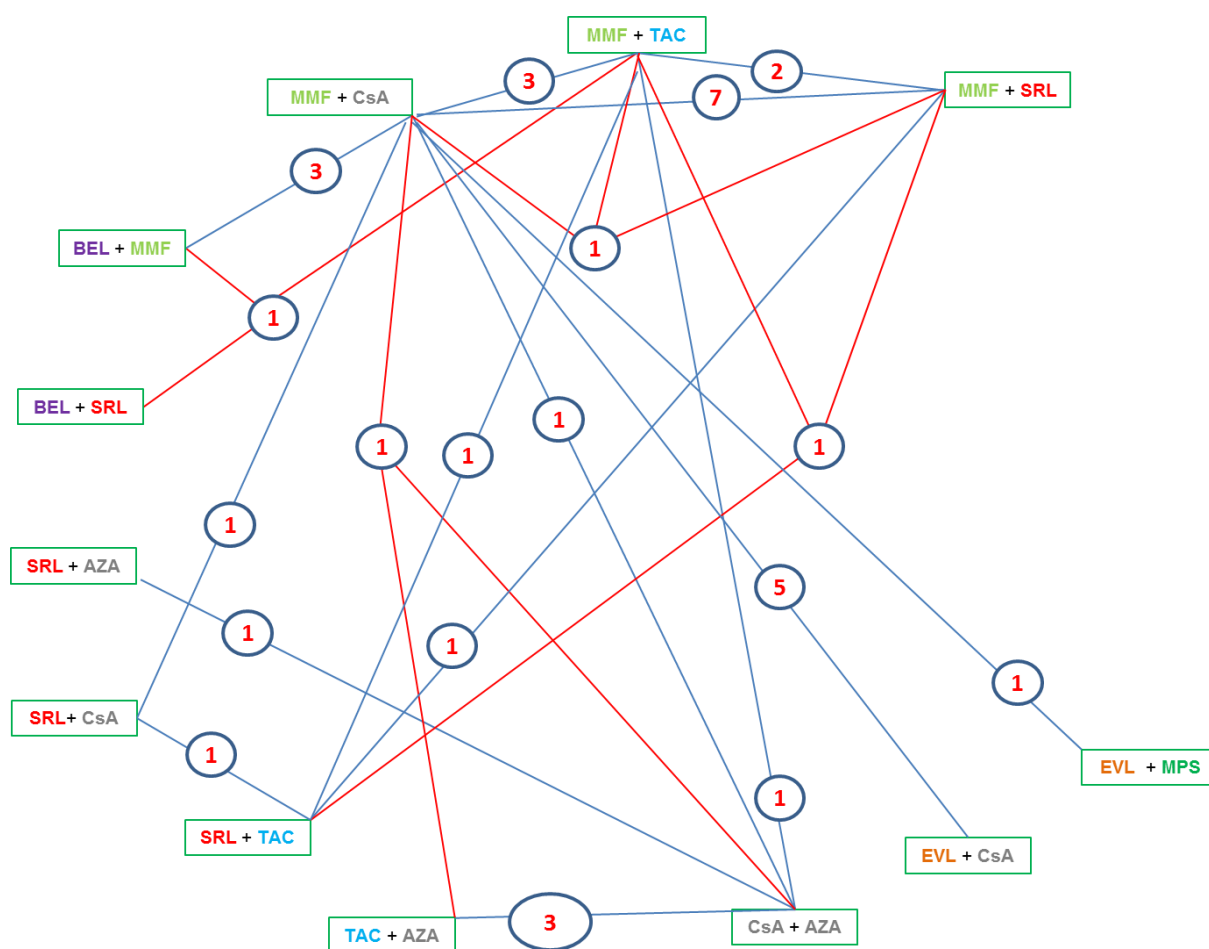 MMF + TAC
3
2
MMF + CsA
7
MMF + SRL
3
BEL + MMF
1
1
BEL + SRL
1
1
1
1
1
SRL + AZA
5
1
1
1
SRL+ CsA
1
1
EVL + MPS
SRL + TAC
EVL + CsA
TAC + AZA
3
CsA + AZA